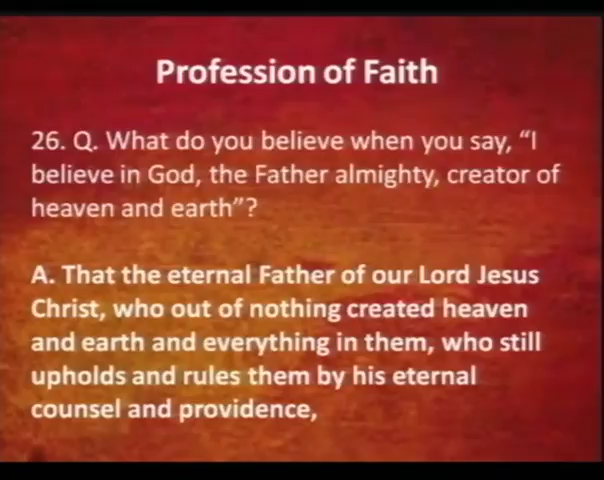 Profession of Faith
26. Q. What do you believe when you say, “I
believe in God, the Father almighty, creator of
heaven and earth”?
A. That the eternal Father of our Lord Jesus
Christ, who out of nothing created heaven
and earth and everything in them, who still
upholds and rules them by his eternal
counsel and providence,